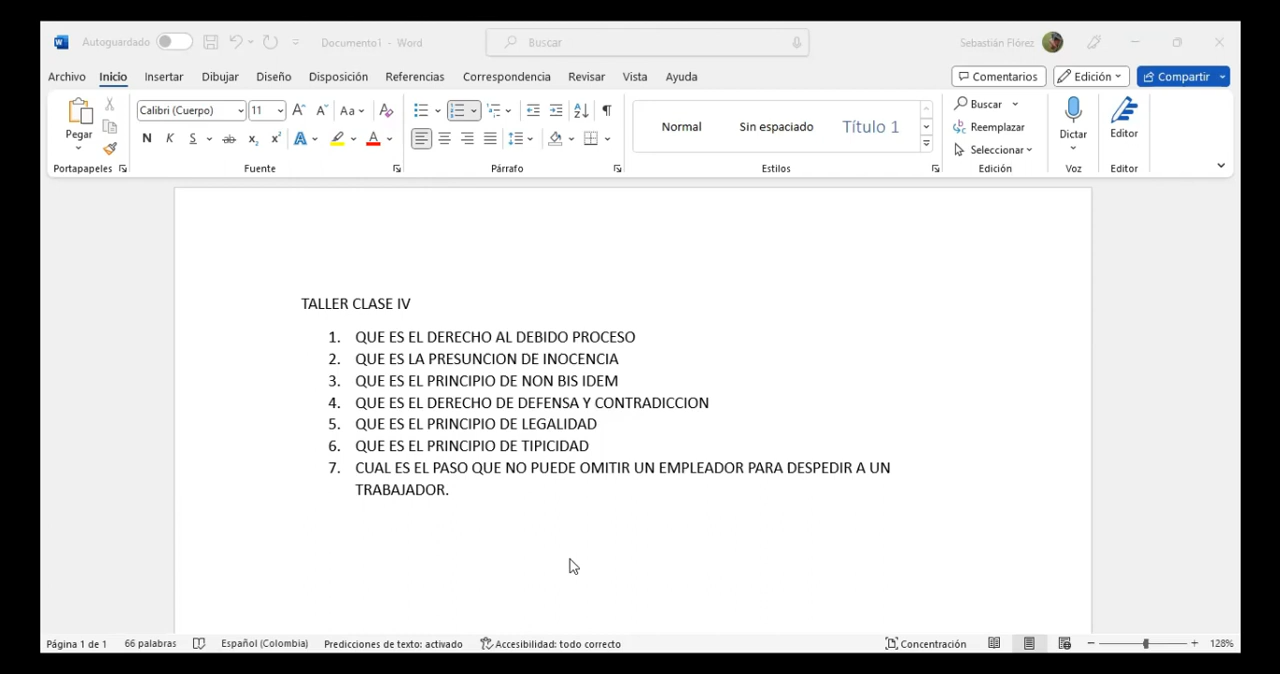 Autoguardado
Documento1 - Word
Buscar
Sebastián Flórez
Archivo Inicio Insertar Dibujar Diseño Disposición Referencias Correspondencia Revisar Vista Ayuda
Comentarios Edición Compartir
Pegar
Portapapeles
Calibri (Cuerpo) 11
Fuente
Párrafo
Normal Sin espaciado Título 1
Estilos
Buscar
Reemplazar
Seleccionar
Edición
Dictar
Voz
Editor
Editor
TALLER CLASE IV
1. QUE ES EL DERECHO AL DEBIDO PROCESO
2. QUE ES LA PRESUNCION DE INOCENCIA
3. QUE ES EL PRINCIPIO DE NON BIS IDEM
4. QUE ES EL DERECHO DE DEFENSA Y CONTRADICCION
5. QUE ES EL PRINCIPIO DE LEGALIDAD
6. QUE ES EL PRINCIPIO DE TIPICIDAD
7. CUAL ES EL PASO QUE NO PUEDE OMITIR UN EMPLEADOR PARA DESPEDIR A UN
TRABAJADOR.
Página 1 de 1 66 palabras Español (Colombia) Predicciones de texto: activado Accesibilidad: todo correcto Concentración 128%